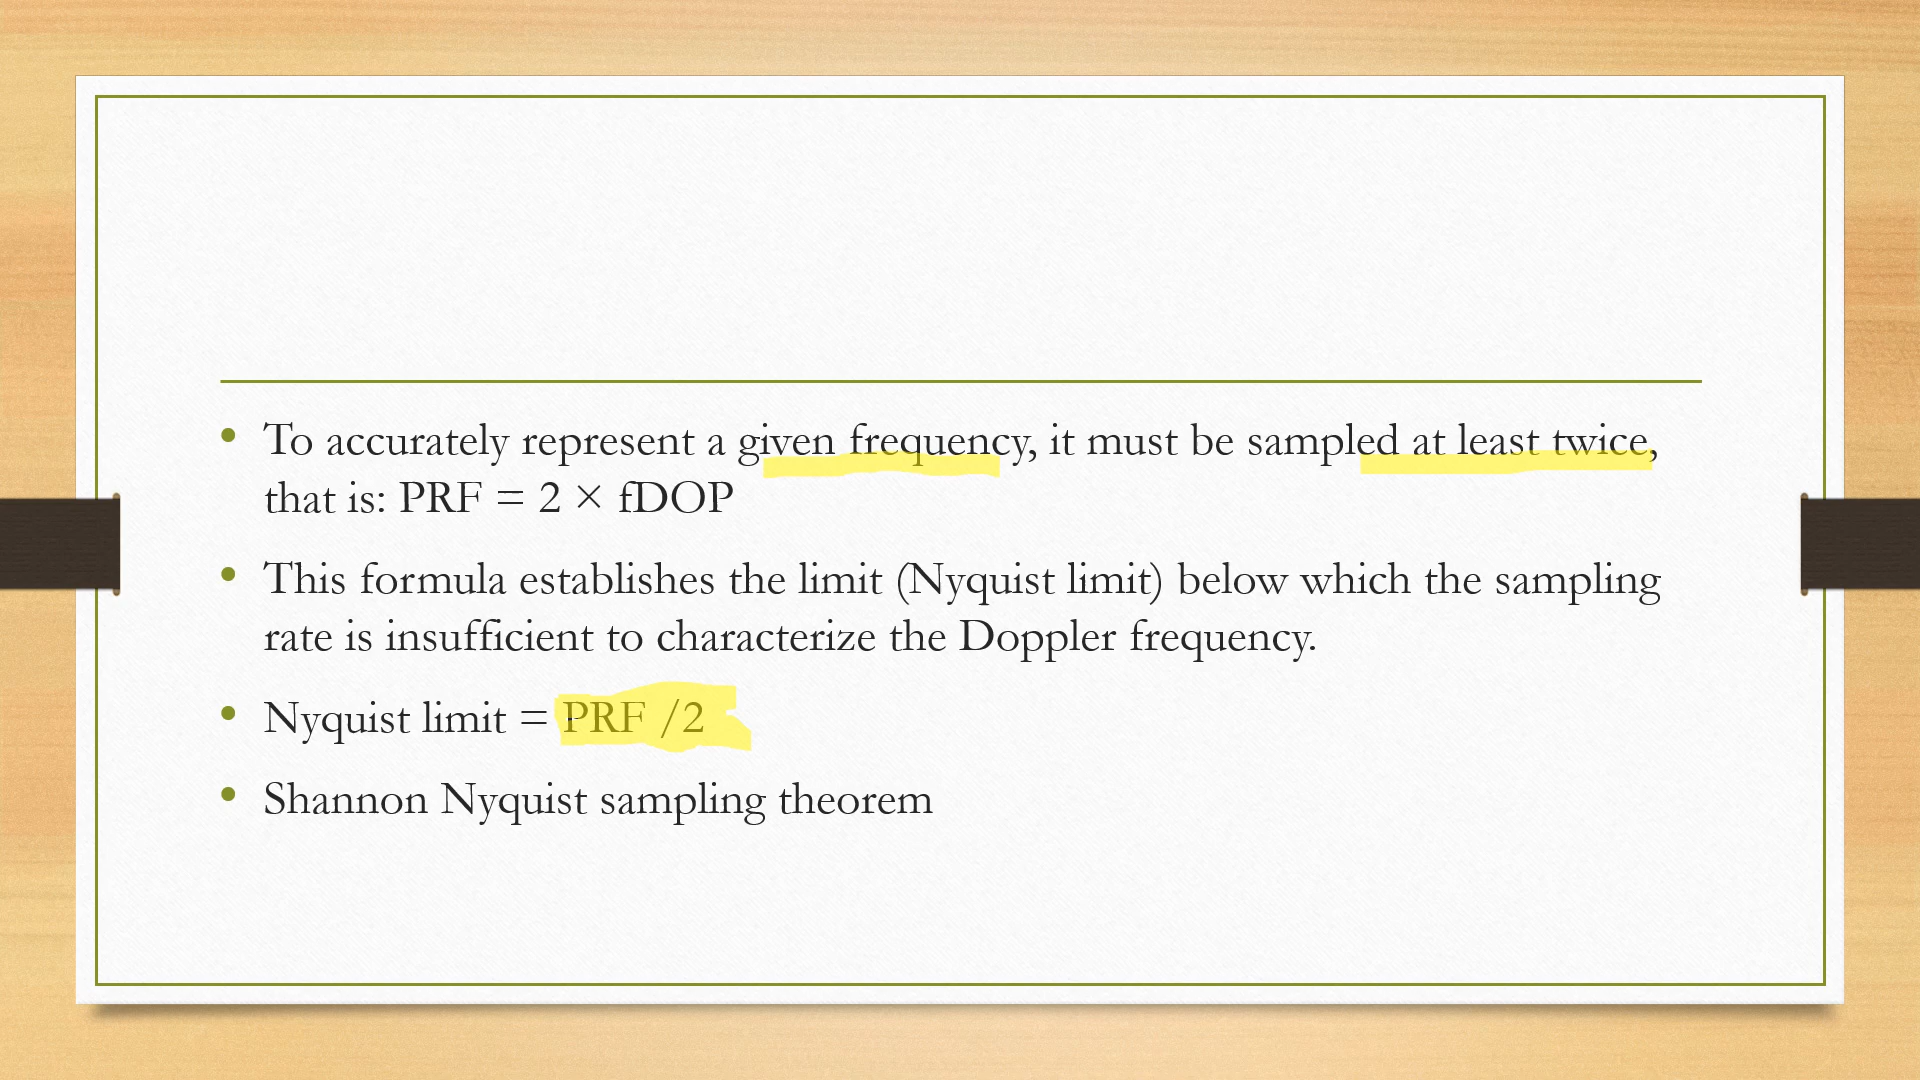 • To accurately represent a given frequency, it must be sampled at least twice,
that is: PRF = 2 × fDOP
• This formula establishes the limit (Nyquist limit) below which the sampling
rate is insufficient to characterize the Doppler frequency.
• Nyquist limit = PRF /2
• Shannon Nyquist sampling theorem